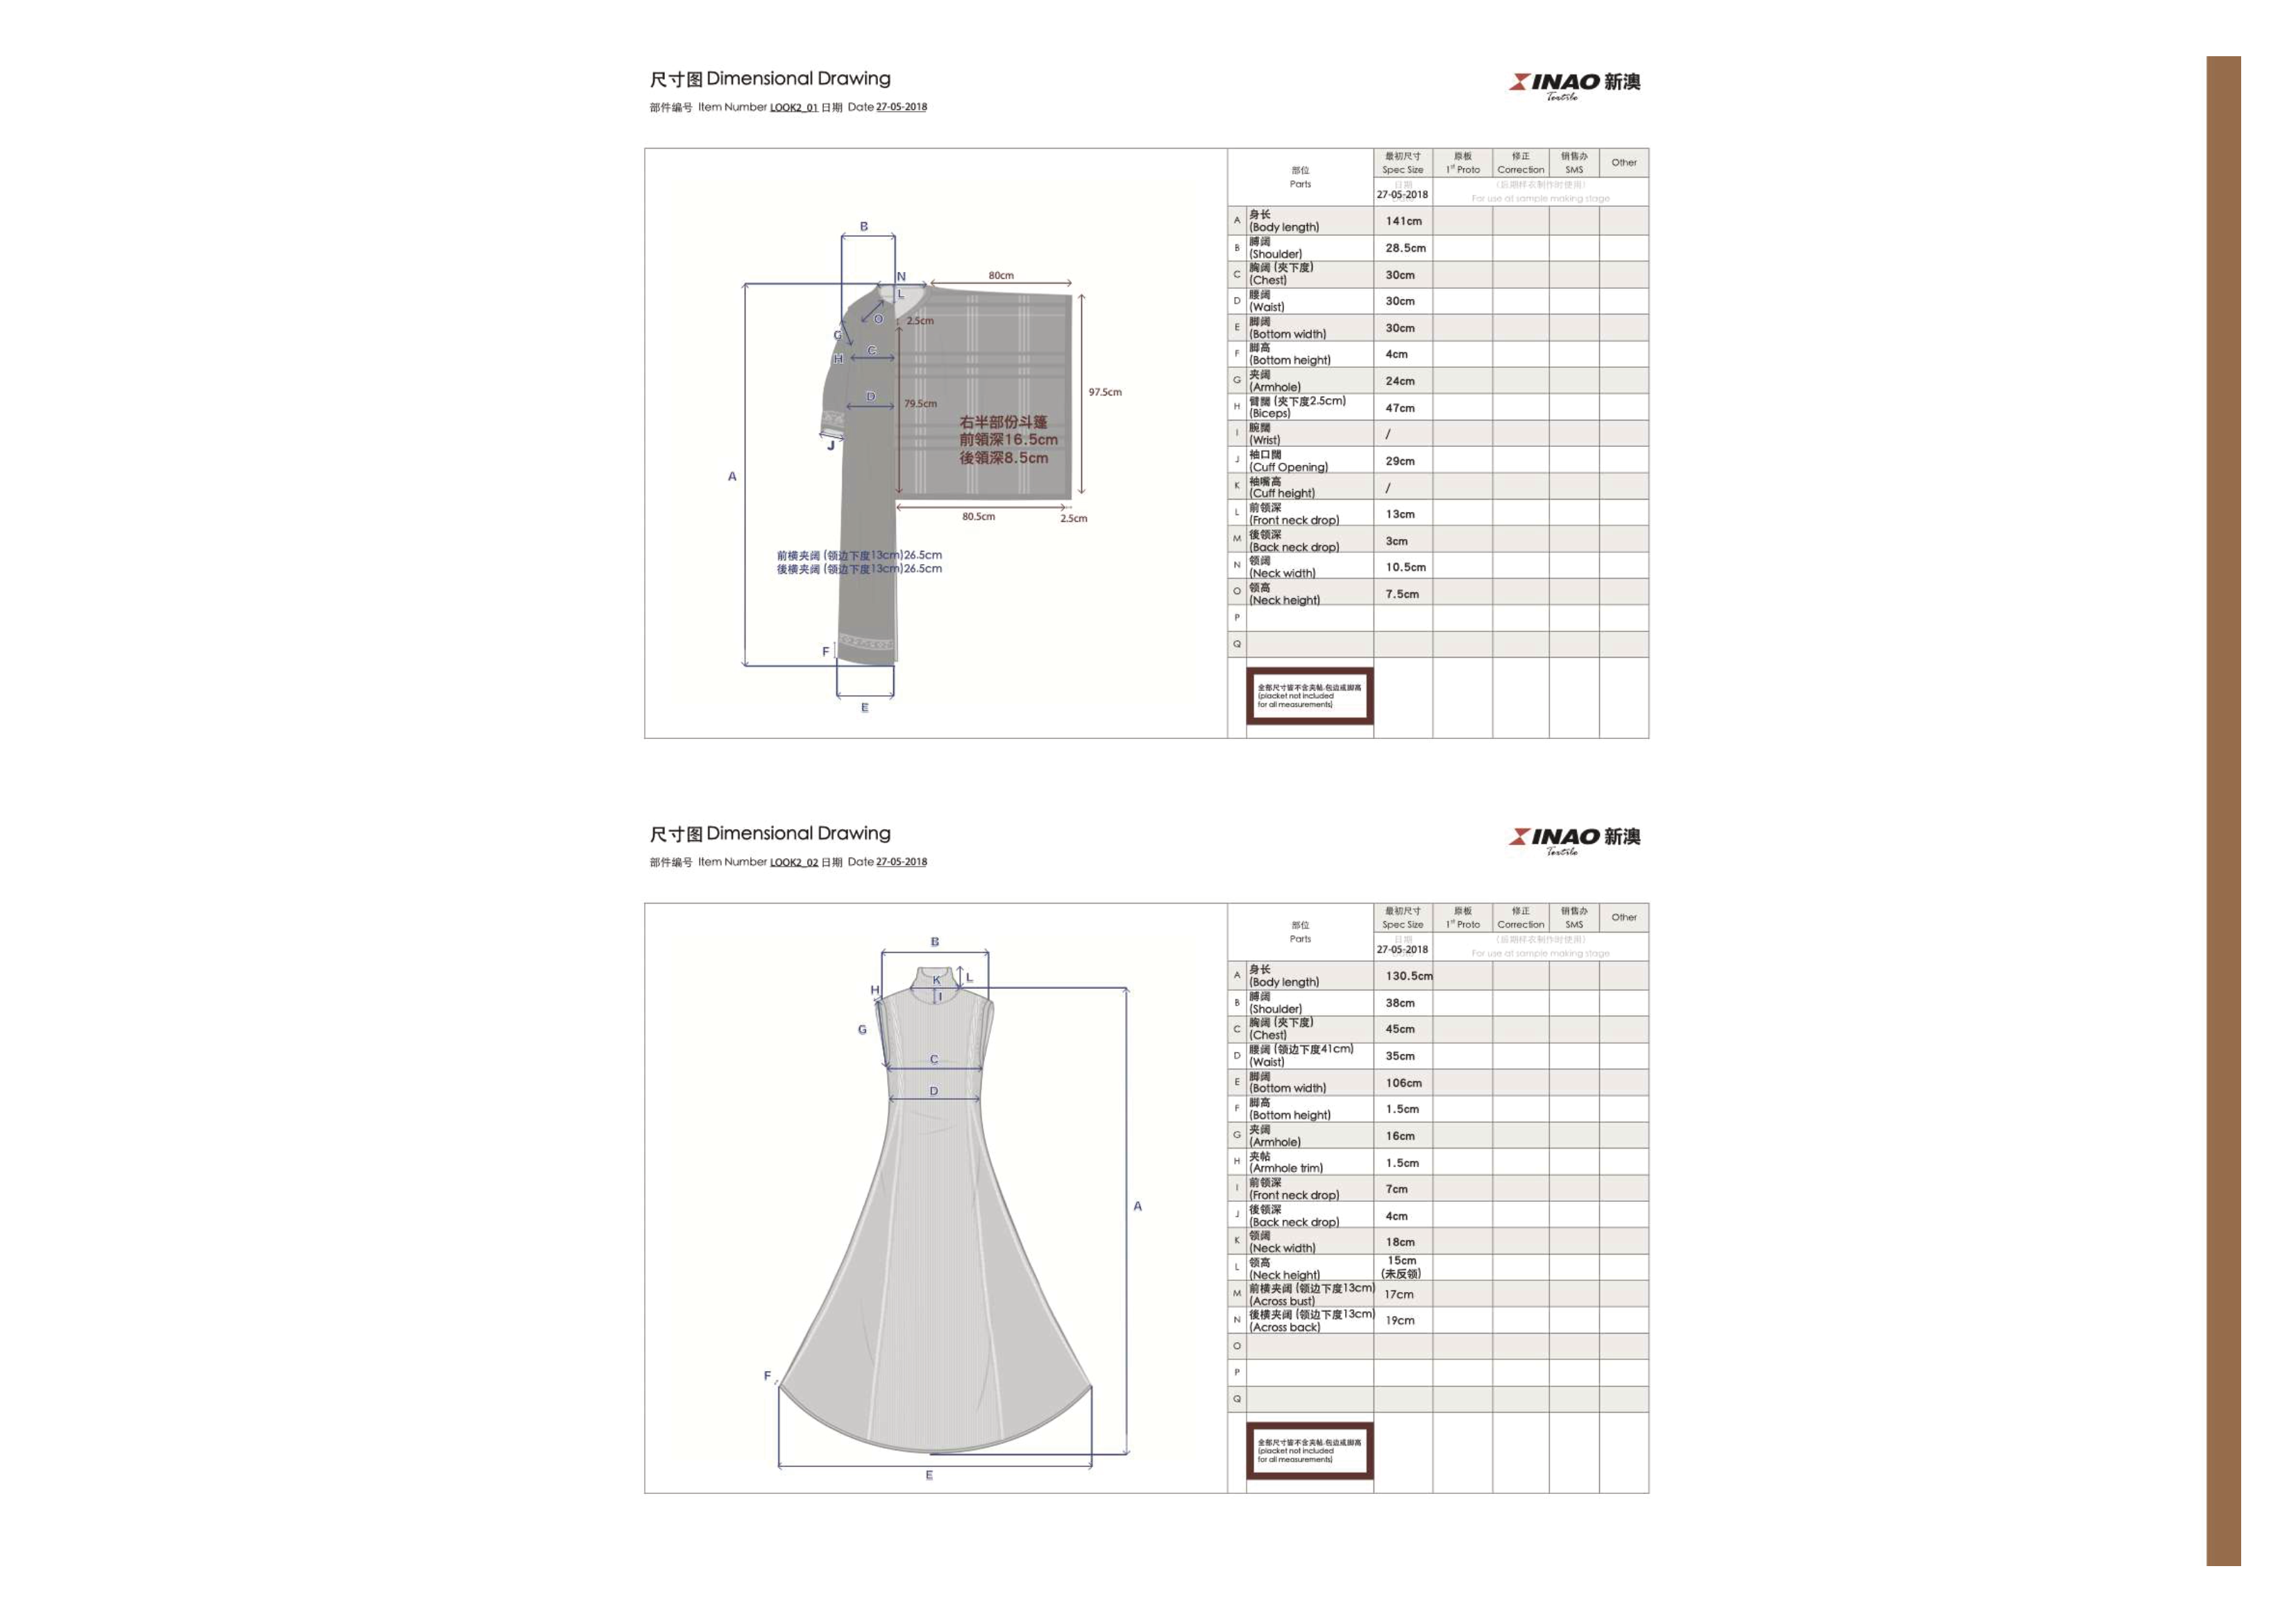 尺寸图 Dimensional Drawing
XINAO 新澳
Textile
部件编号 Item Number LOOK2_01 日期 Date 27-05-2018
部位
Parts
最初尺寸
Spec Size
原板
1st Proto
修正
Correction
销售办
SMS
Other
日期
27-05-2018
(后期样衣制作时使用)
For use at sample making stage
A 身长 (Body length) 141cm
B 膊阔 (Shoulder) 28.5cm
C 胸阔 (夾下度) (Chest) 30cm
D 腰阔 (Waist) 30cm
E 脚阔 (Bottom width) 30cm
F 脚高 (Bottom height) 4cm
G 夹阔 (Armhole) 24cm
H 臂闊 (夾下度2.5cm) (Biceps) 47cm
I 腕闊 (Wrist) /
J 袖口闊 (Cuff Opening) 29cm
K 袖嘴高 (Cuff height) /
L 前领深 (Front neck drop) 13cm
M 後領深 (Back neck drop) 3cm
N 领阔 (Neck width) 10.5cm
O 领高 (Neck height) 7.5cm
P
Q
全部尺寸皆不含夹帖.包边或脚高
(placket not included
for all measurements)
B
N
80cm
L
O
2.5cm
G
C
H
D
79.5cm
97.5cm
右半部份斗篷
前領深16.5cm
後領深8.5cm
J
A
80.5cm
2.5cm
前横夹阔 (领边下度13cm)26.5cm
後横夹阔 (领边下度13cm)26.5cm
F
E
尺寸图 Dimensional Drawing
XINAO 新澳
Textile
部件编号 Item Number LOOK2_02 日期 Date 27-05-2018
部位
Parts
最初尺寸
Spec Size
原板
1st Proto
修正
Correction
销售办
SMS
Other
日期
27-05-2018
(后期样衣制作时使用)
For use at sample making stage
A 身长 (Body length) 130.5cm
B 膊阔 (Shoulder) 38cm
C 胸阔 (夾下度) (Chest) 45cm
D 腰阔 (领边下度41cm) (Waist) 35cm
E 脚阔 (Bottom width) 106cm
F 脚高 (Bottom height) 1.5cm
G 夹阔 (Armhole) 16cm
H 夹帖 (Armhole trim) 1.5cm
I 前领深 (Front neck drop) 7cm
J 後领深 (Back neck drop) 4cm
K 领阔 (Neck width) 18cm
L 领高 (Neck height) 15cm (未反领)
M 前横夹阔 (领边下度13cm) (Across bust) 17cm
N 後横夹阔 (领边下度13cm) (Across back) 19cm
O
P
Q
全部尺寸皆不含夹帖.包边或脚高
(placket not included
for all measurements)
B
K
L
H
I
G
C
D
A
F
E